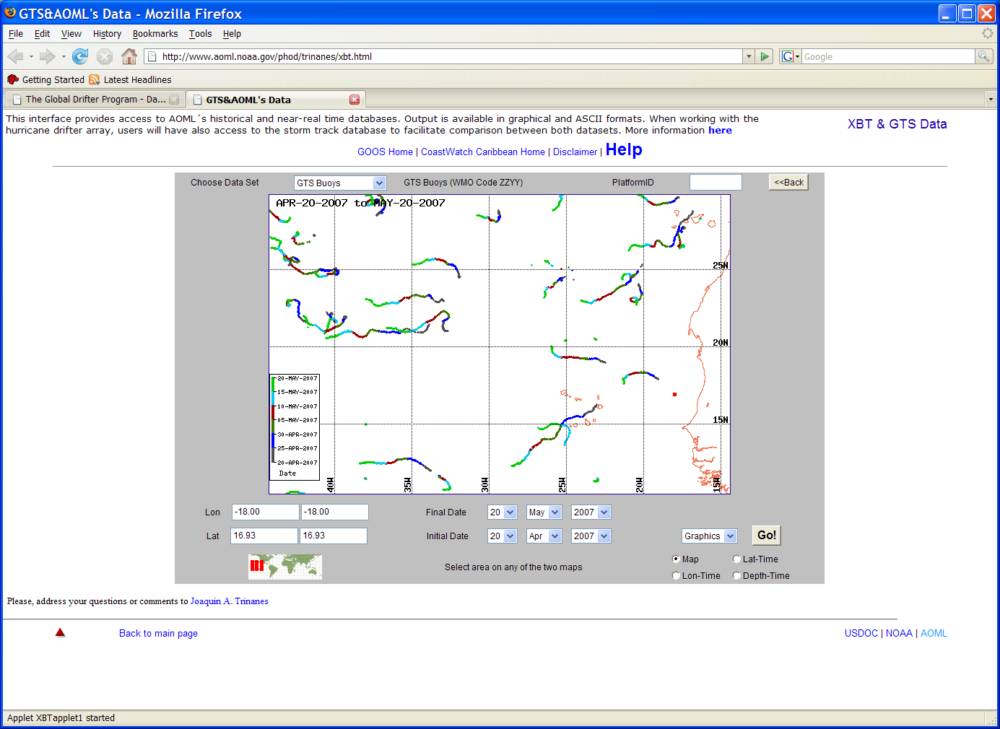 GTS&AOML's Data - Mozilla Firefox
File Edit View History Bookmarks Tools Help
http://www.aoml.noaa.gov/phod/trinanes/xbt.html
G Google
Getting Started Latest Headlines
The Global Drifter Program - Da... GTS&AOML's Data
This interface provides access to AOML´s historical and near-real time databases. Output is available in graphical and ASCII formats. When working with the
hurricane drifter array, users will have also access to the storm track database to facilitate comparison between both datasets. More information here
XBT & GTS Data
GOOS Home | CoastWatch Caribbean Home | Disclaimer | Help
Choose Data Set GTS Buoys GTS Buoys (WMO Code ZZYY) PlatformID <<Back
APR-20-2007 to MAY-20-2007
25N
20N
15N
20-MAY-2007
15-MAY-2007
10-MAY-2007
05-MAY-2007
30-APR-2007
25-APR-2007
20-APR-2007
Date
40W 35W 30W 25W 20W 15W
Lon -18.00 -18.00 Final Date 20 May 2007
Lat 16.93 16.93 Initial Date 20 Apr 2007 Graphics Go!
Select area on any of the two maps
Map Lat-Time
Lon-Time Depth-Time
Please, address your questions or comments to Joaquin A. Trinanes
Back to main page USDOC | NOAA | AOML
Applet XBTapplet1 started